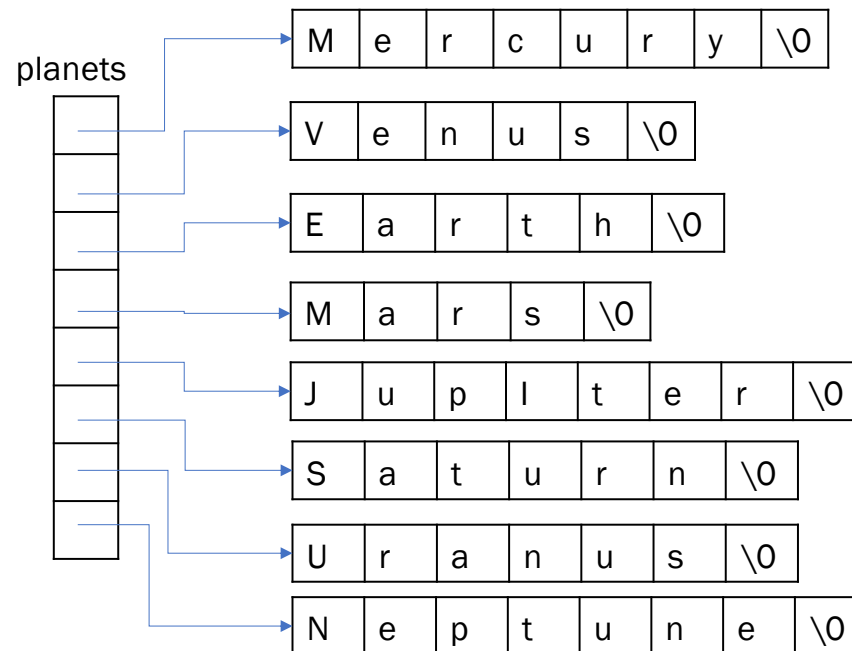 M e r c u r y \0
planets
V e n u s \0
E a r t h \0
M a r s \0
J u p I t e r \0
S a t u r n \0
U r a n u s \0
N e p t u n e \0